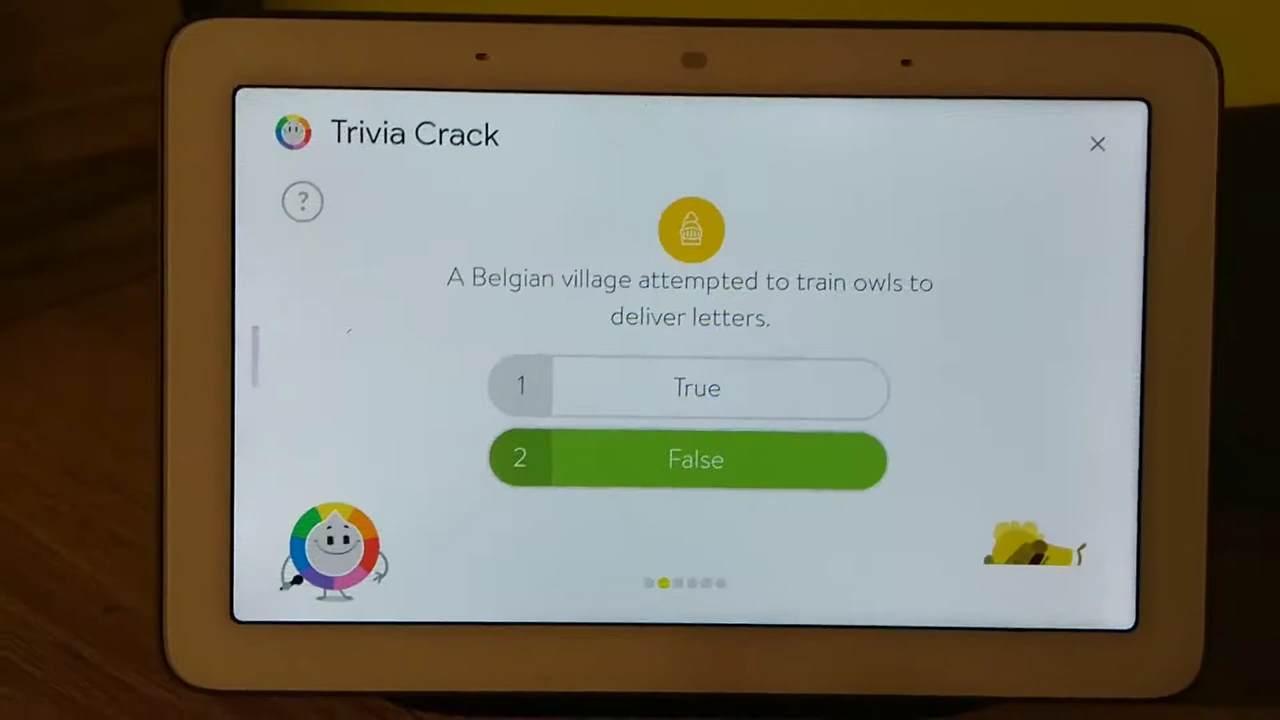 Trivia Crack
?
A Belgian village attempted to train owls to
deliver letters.
1 True
2 False